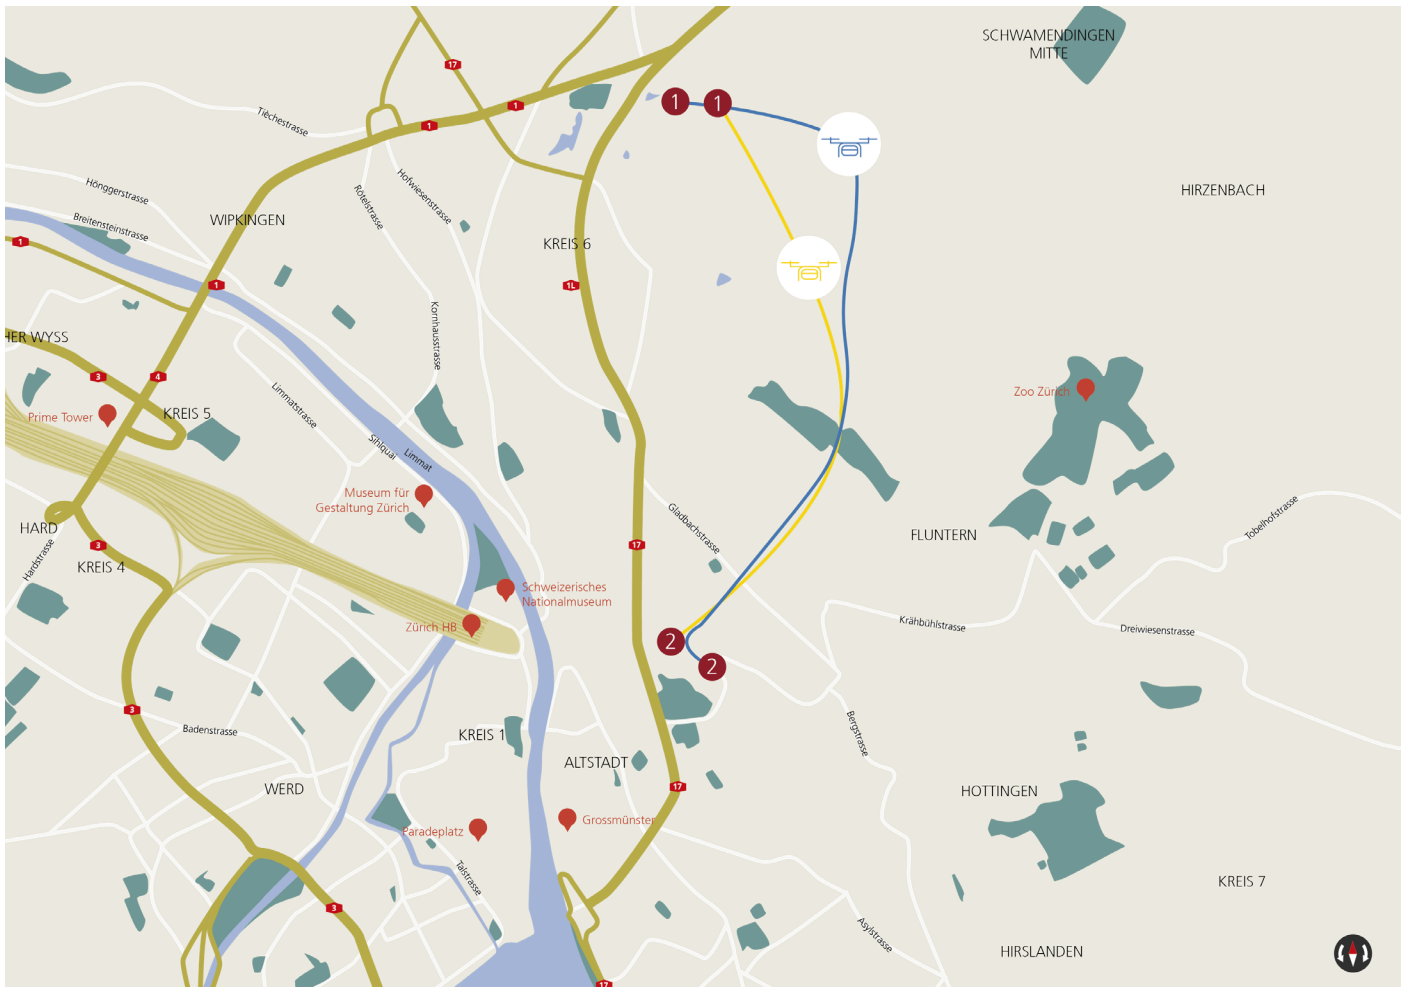 SCHWAMENDINGEN
MITTE
17
1
1
1
1
Tièchestrasse
1
HIRZENBACH
Hönggerstrasse
Rötelstrasse
Hofwiesenstrasse
WIPKINGEN
Breitensteinstrasse
1
KREIS 6
1
1L
Kornhausstrasse
HER WYSS
3
4
Zoo Zürich
Prime Tower
KREIS 5
Limmatstrasse
Sihlquai
Limmat
Museum für
Gestaltung Zürich
Tobelhofstrasse
HARD
Gladbachstrasse
FLUNTERN
3
17
Hardstrasse
KREIS 4
Schweizerisches
Nationalmuseum
Zürich HB
Krähbühlstrasse
Dreiwiesenstrasse
2
2
3
Badenstrasse
KREIS 1
Bergstrasse
ALTSTADT
WERD
17
HOTTINGEN
Paradeplatz
Grossmünster
Talstrasse
KREIS 7
3
Asylstrasse
HIRSLANDEN
17